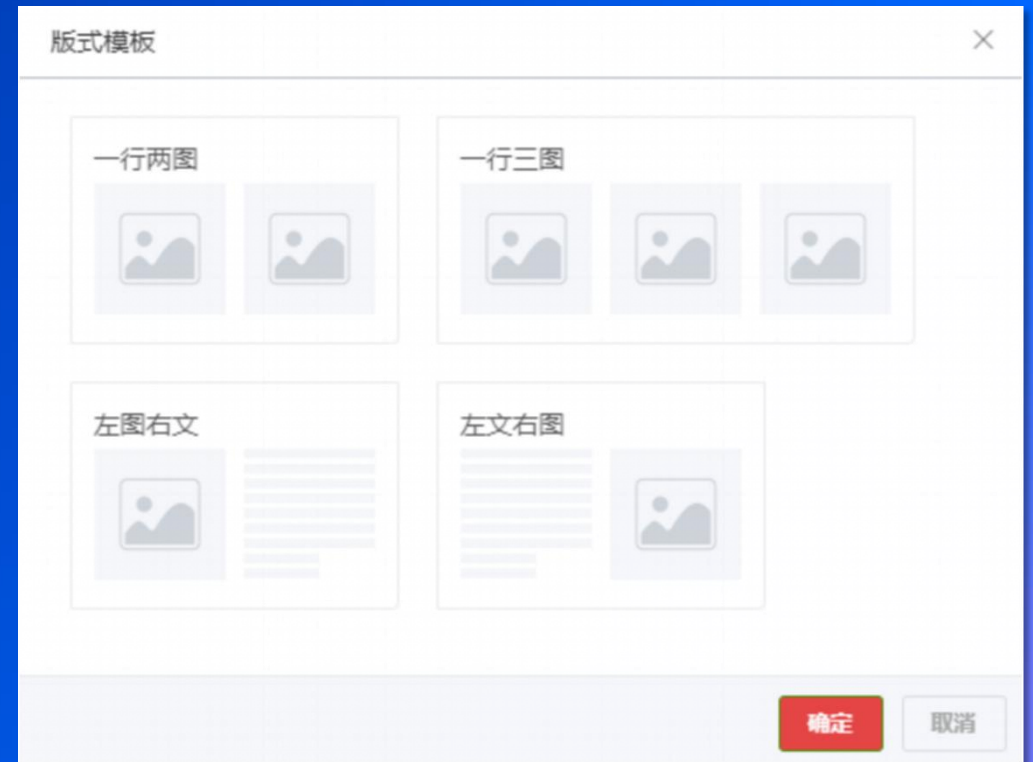 版式模板
一行两图
一行三图
左图右文
左文右图
确定
取消